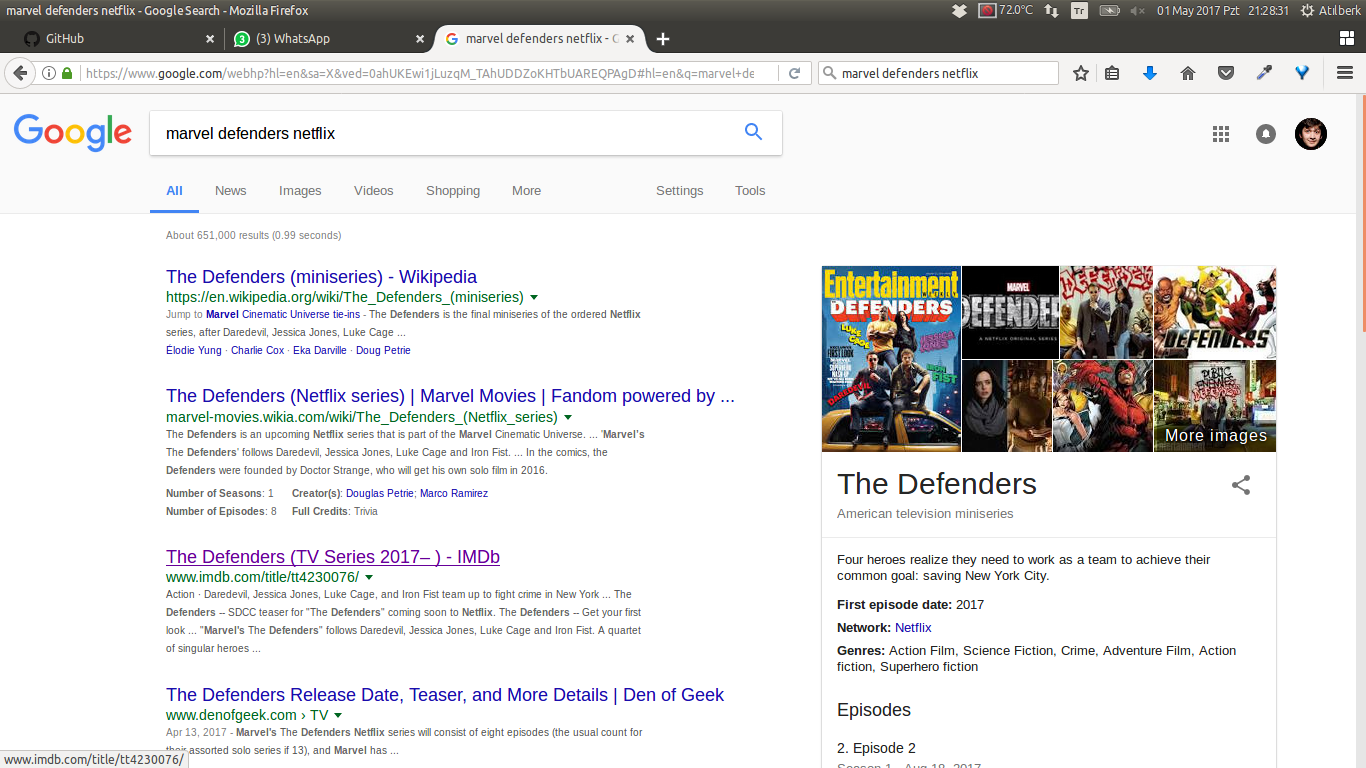 marvel defenders netflix - Google Search - Mozilla Firefox
72.0°C Tr 01 May 2017 Pzt 21:28:31 Atılberk
GitHub
(3) WhatsApp
marvel defenders netflix - G
https://www.google.com/webhp?hl=en&sa=X&ved=0ahUKEwi1jLuzqM_TAhUDDZoKHTbUAREQPAgD#hl=en&q=marvel+de
marvel defenders netflix
Google
marvel defenders netflix
All News Images Videos Shopping More Settings Tools
About 651,000 results (0.99 seconds)
The Defenders (miniseries) - Wikipedia
https://en.wikipedia.org/wiki/The_Defenders_(miniseries)
Jump to Marvel Cinematic Universe tie-ins - The Defenders is the final miniseries of the ordered Netflix
series, after Daredevil, Jessica Jones, Luke Cage ...
Élodie Yung · Charlie Cox · Eka Darville · Doug Petrie
The Defenders (Netflix series) | Marvel Movies | Fandom powered by ...
marvel-movies.wikia.com/wiki/The_Defenders_(Netflix_series)
The Defenders is an upcoming Netflix series that is part of the Marvel Cinematic Universe. ... 'Marvel's
The Defenders' follows Daredevil, Jessica Jones, Luke Cage and Iron Fist. ... In the comics, the
Defenders were founded by Doctor Strange, who will get his own solo film in 2016.
Number of Seasons: 1 Creator(s): Douglas Petrie; Marco Ramirez
Number of Episodes: 8 Full Credits: Trivia
The Defenders (TV Series 2017– ) - IMDb
www.imdb.com/title/tt4230076/
Action · Daredevil, Jessica Jones, Luke Cage, and Iron Fist team up to fight crime in New York ... The
Defenders -- SDCC teaser for "The Defenders" coming soon to Netflix. The Defenders -- Get your first
look ... "Marvel's The Defenders" follows Daredevil, Jessica Jones, Luke Cage and Iron Fist. A quartet
of singular heroes ...
The Defenders Release Date, Teaser, and More Details | Den of Geek
www.denofgeek.com › TV
Apr 13, 2017 - Marvel's The Defenders Netflix series will consist of eight episodes (the usual count for
their assorted solo series if 13), and Marvel has ...
www.imdb.com/title/tt4230076/
Entertainment
DEFENDERS
LUKE
CAGE
JESSICA
JONES
EXCLUSIVE
FIRST LOOK
IRON
FIST
DAREDEVIL
MARVEL
DEFENDERS
A NETFLIX ORIGINAL SERIES
DEFENDERS
DEFENDERS
PUBLIC
ENEMIES
More images
The Defenders
American television miniseries
Four heroes realize they need to work as a team to achieve their
common goal: saving New York City.
First episode date: 2017
Network: Netflix
Genres: Action Film, Science Fiction, Crime, Adventure Film, Action
fiction, Superhero fiction
Episodes
2. Episode 2
Season 1 - Aug 18, 2017